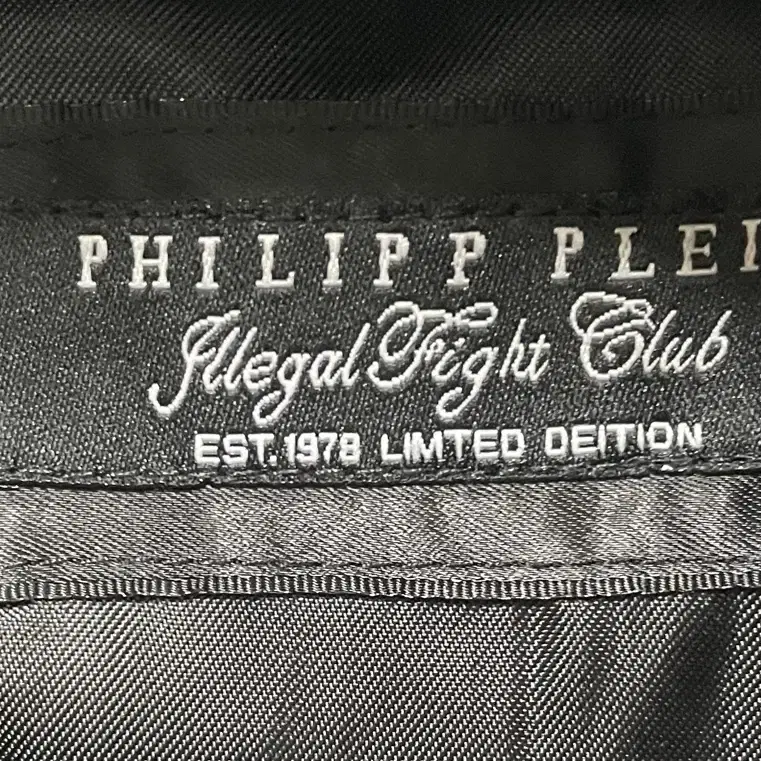 PHILIPP PLEI
Illegal Fight Club
EST.1978 LIMTED DEITION